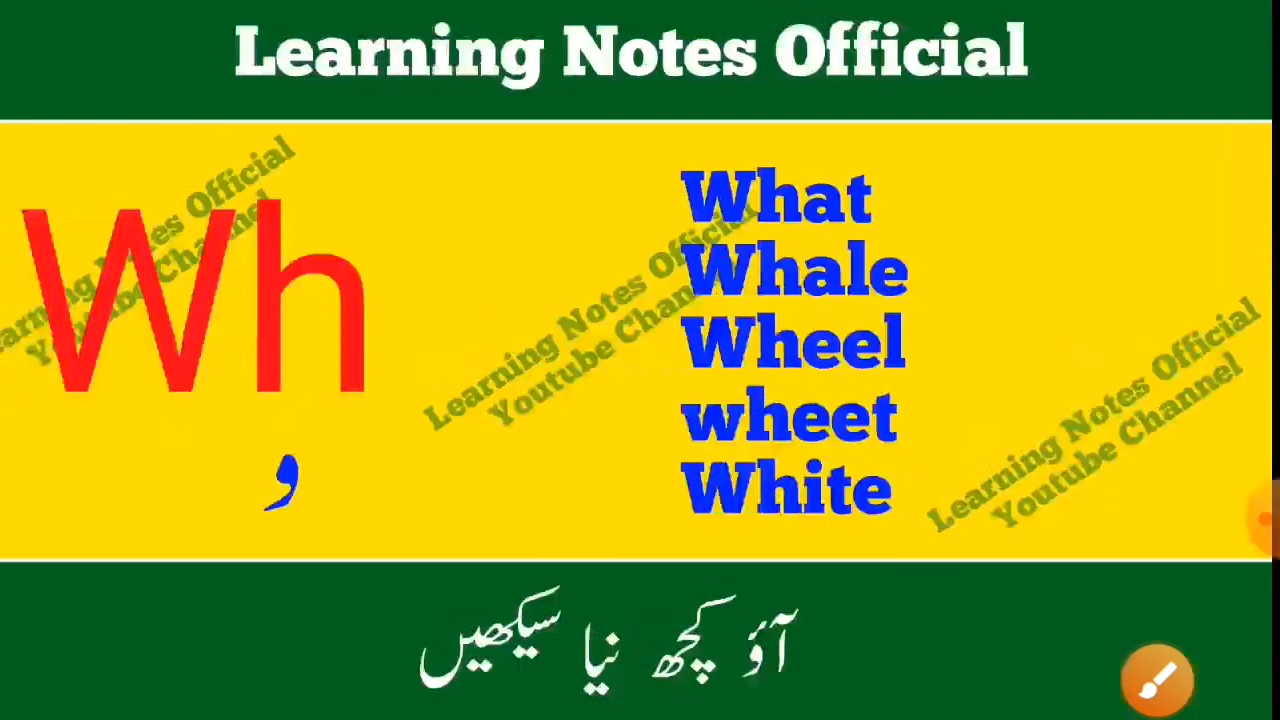 Learning Notes Official
Wh
و
What
Whale
Wheel
wheet
White
Learning Notes Official
Youtube Channel
Learning Notes Official
Youtube Channel
Learning Notes Official
Youtube Channel
آؤ کچھ نیا سیکھیں